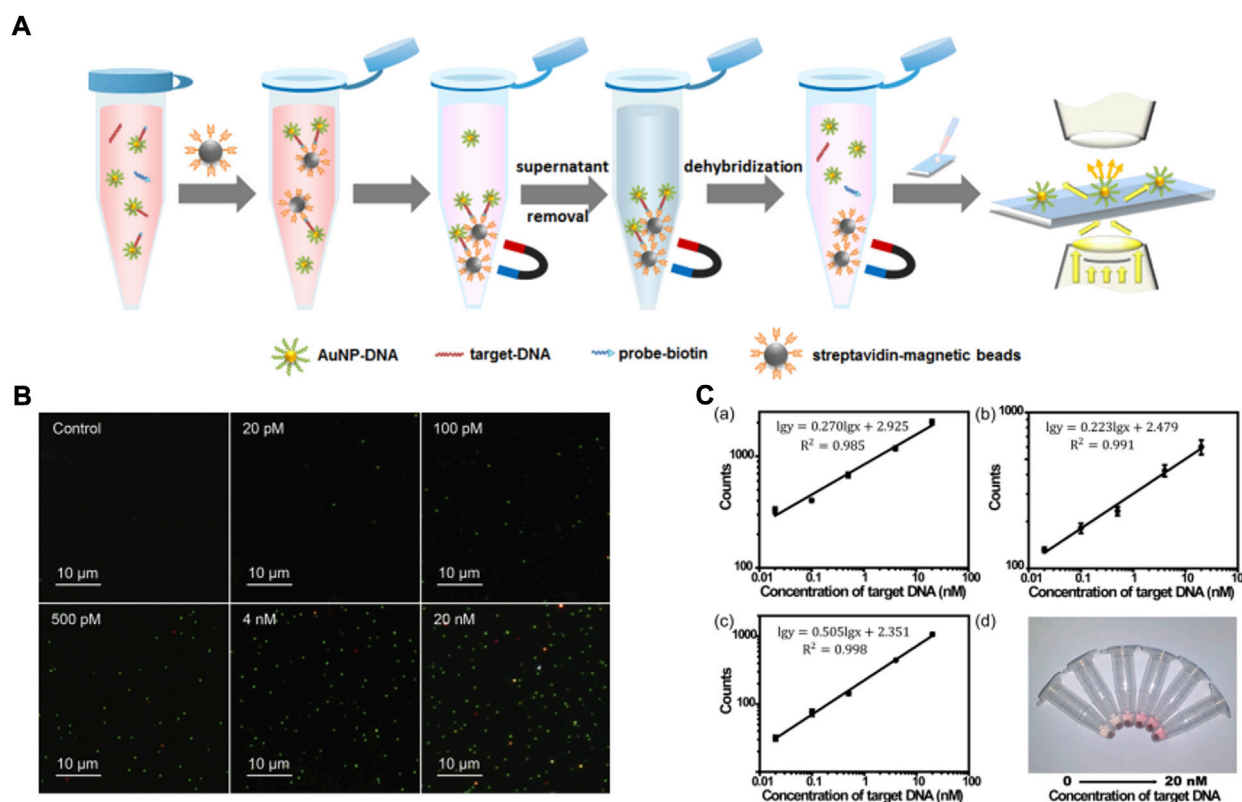 A
supernatant
removal
dehybridization
AuNP-DNA
target-DNA
probe-biotin
streptavidin-magnetic beads
B
Control
20 pM
100 pM
10 μm
10 μm
10 μm
500 pM
4 nM
20 nM
10 μm
10 μm
10 μm
C
(a)
lgy = 0.270lgx + 2.925
R² = 0.985
1000
100
Counts
0.01 0.1 1 10 100
Concentration of target DNA (nM)
(b)
lgy = 0.223lgx + 2.479
R² = 0.991
1000
100
Counts
0.01 0.1 1 10 100
Concentration of target DNA (nM)
(c)
lgy = 0.505lgx + 2.351
R² = 0.998
1000
100
Counts
0.01 0.1 1 10 100
Concentration of target DNA (nM)
(d)
0 20 nM
Concentration of target DNA